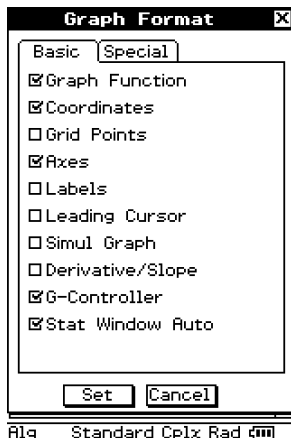 Graph Format X
Basic Special
Graph Function
Coordinates
Grid Points
Axes
Labels
Leading Cursor
Simul Graph
Derivative/Slope
G-Controller
Stat Window Auto
Set Cancel
Alg Standard Cplx Rad